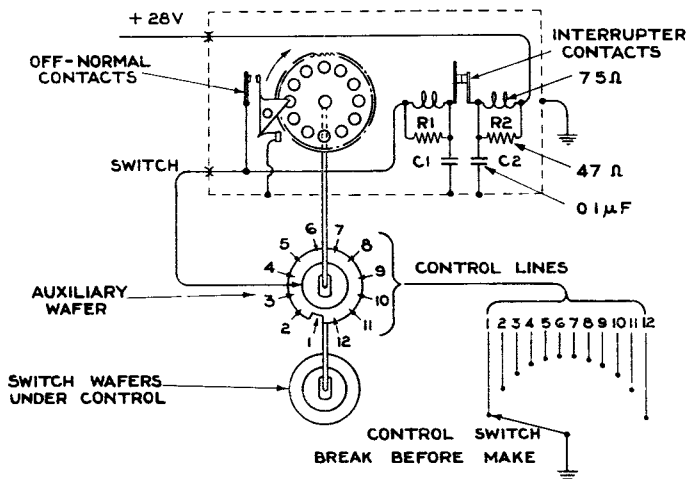 + 28V
OFF-NORMAL
CONTACTS
INTERRUPTER
CONTACTS
75Ω
R1
R2
C1
C2
47 Ω
0.1 µF
SWITCH
6 7
5 8
4 9
3 10
2 11
1 12
AUXILIARY
WAFER
CONTROL LINES
1 2 3 4 5 6 7 8 9 10 11 12
SWITCH WAFERS
UNDER CONTROL
CONTROL SWITCH
BREAK BEFORE MAKE